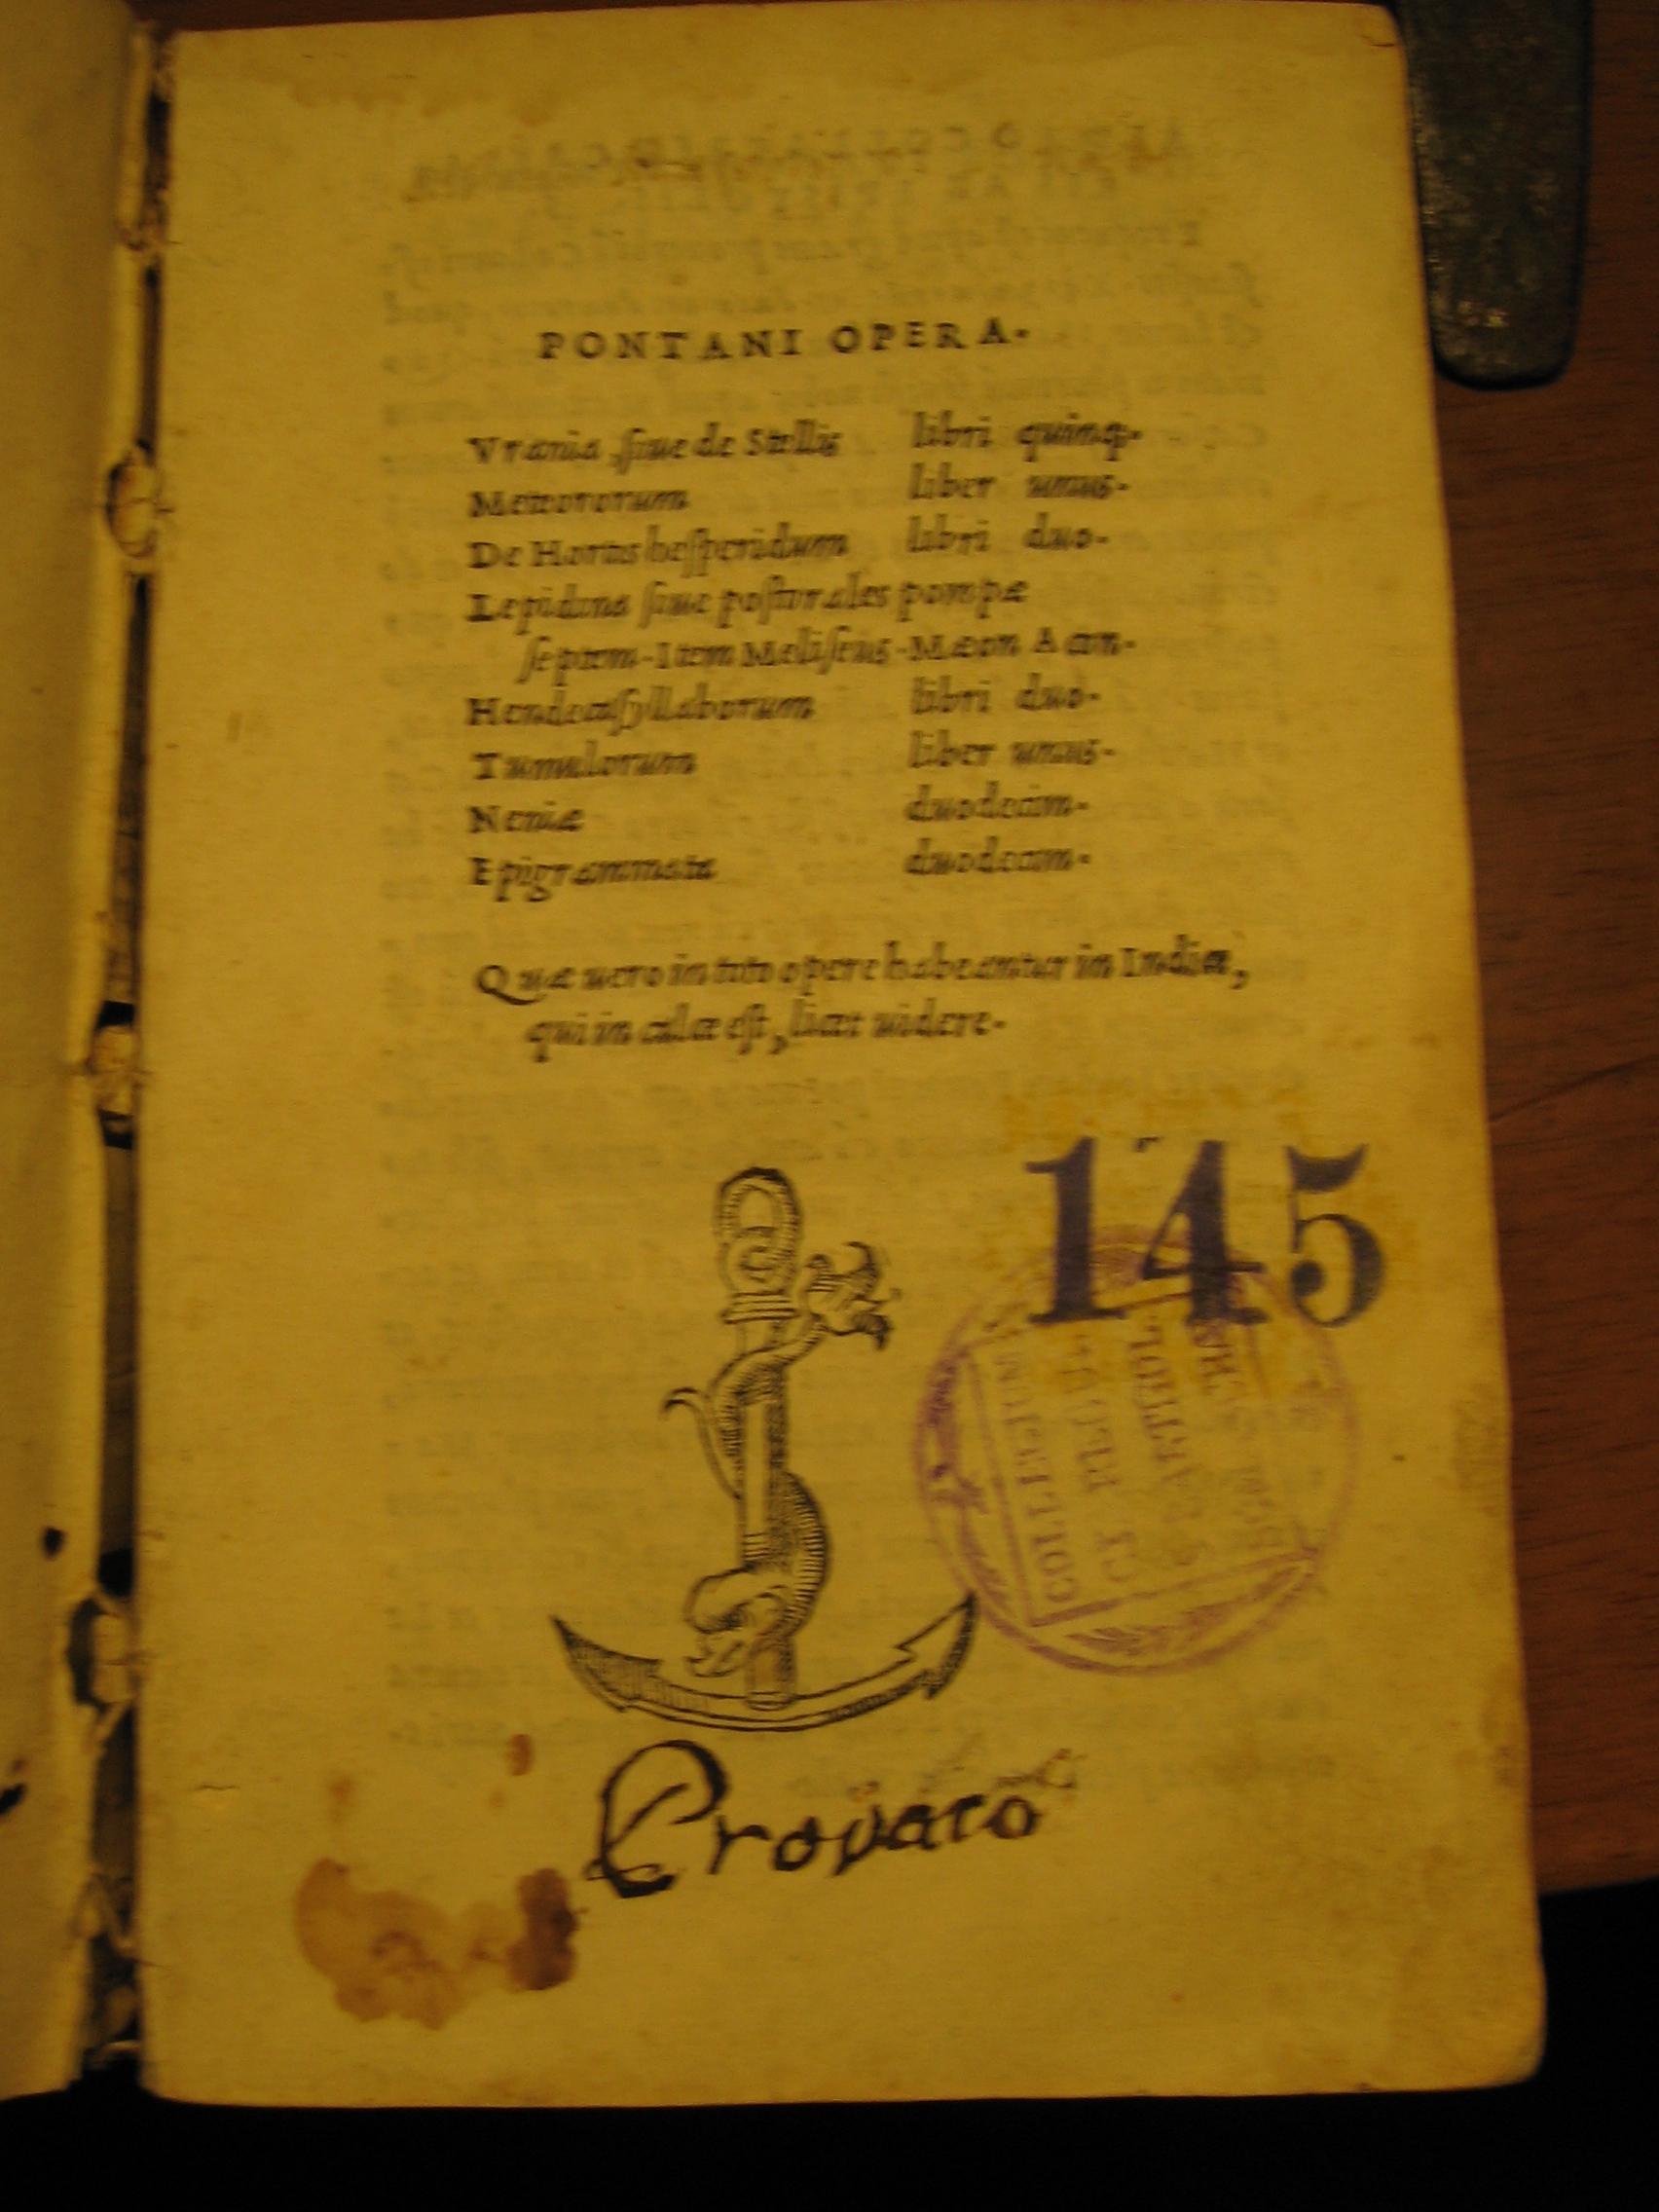 PONTANI OPERA.
Vrania, ſiue de Stellis libri quinq;.
Meteororum liber unus.
De Hortis heſperidum libri duo.
Lepidina ſiue poſtorales pompæ
ſeptem. Item Meliſeus. Mæon Acon.
Hendecaſyllaborum libri duo.
Tumulorum liber unus.
Neniæ duodecim.
Epigrammata duodecim.
Quæ uero in toto opere habeantur in Indice,
qui in calce eſt, licet uidere.
145
COLLEGIUM
Crovato